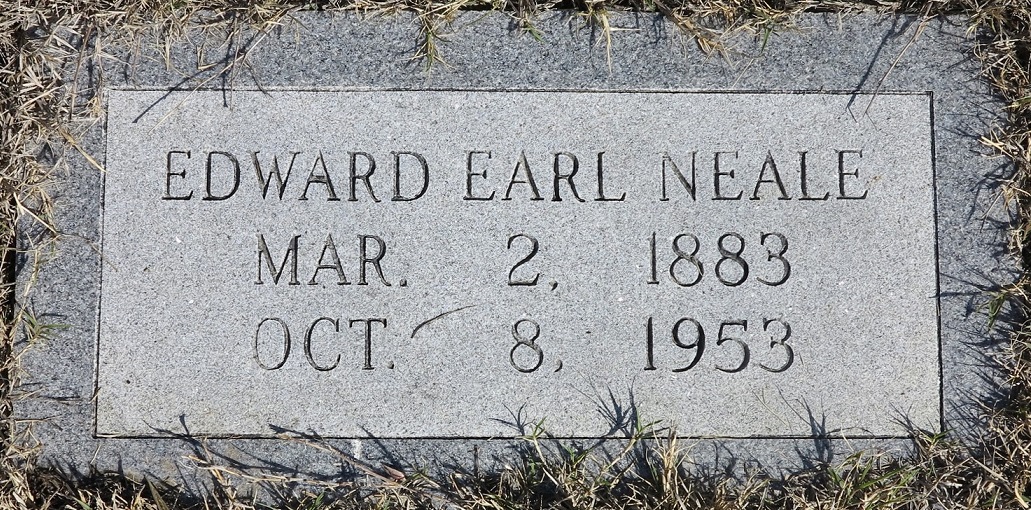 EDWARD EARL NEALE
MAR. 2, 1883
OCT. 8, 1953